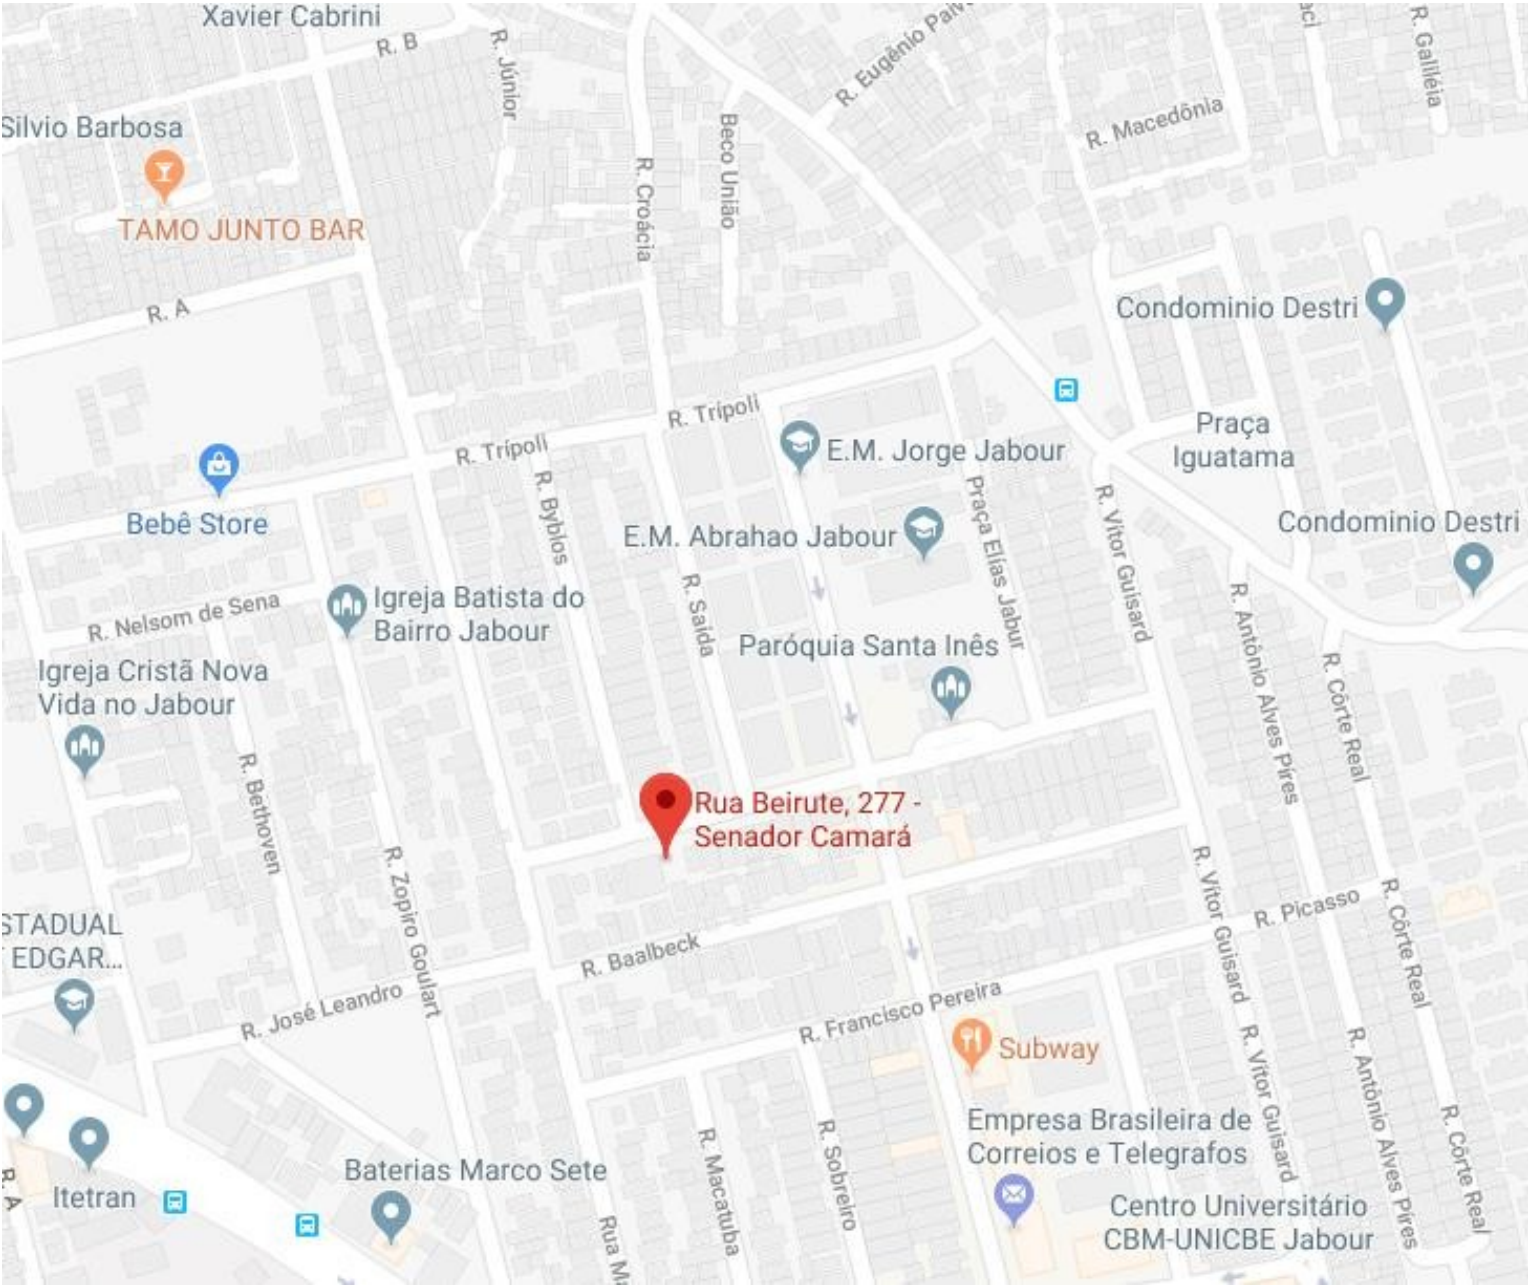 Xavier Cabrini
R. B
R. Júnior
R. Galiléia
R. Macedônia
Silvio Barbosa
TAMO JUNTO BAR
R. Croácia
Beco União
R. A
Condominio Destri
R. Trípoli
R. Trípoli
Praça
Iguatama
E.M. Jorge Jabour
Bebê Store
R. Byblos
E.M. Abrahao Jabour
Praça Elías Jabur
R. Vítor Guisard
Condominio Destri
R. Nelsom de Sena
Igreja Batista do
Bairro Jabour
R. Saida
Paróquia Santa Inês
R. Antônio Alves Pires
R. Côrte Real
Igreja Cristã Nova
Vida no Jabour
R. Bethoven
Rua Beirute, 277 -
Senador Camará
R. Zopiro Goulart
R. Vítor Guisard
R. Côrte Real
R. Picasso
STADUAL
EDGAR...
R. Baalbeck
R. José Leandro
R. Francisco Pereira
Subway
R. Vítor Guisard
R. Antônio Alves Pires
R. Côrte Real
Empresa Brasileira de
Correios e Telegrafos
R. Macatuba
R. Sobreiro
Baterias Marco Sete
R. A
Itetran
Centro Universitário
CBM-UNICBE Jabour